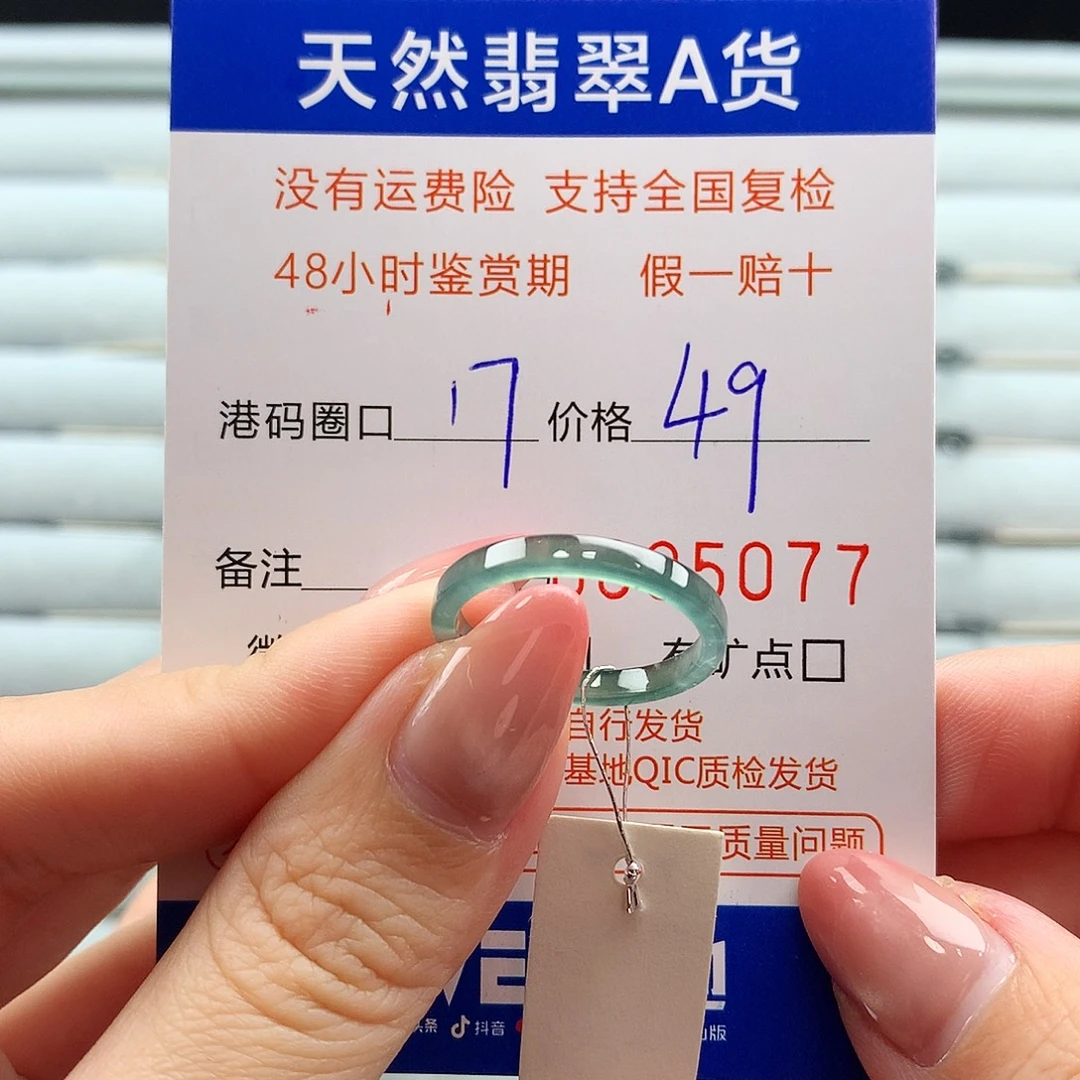 天然翡翠A货
没有运费险 支持全国复检
48小时鉴赏期 假一赔十
港码圈口 17 价格 49
备注 5077
有矿点□
自行发货
基地QIC质检发货
质量问题
抖音